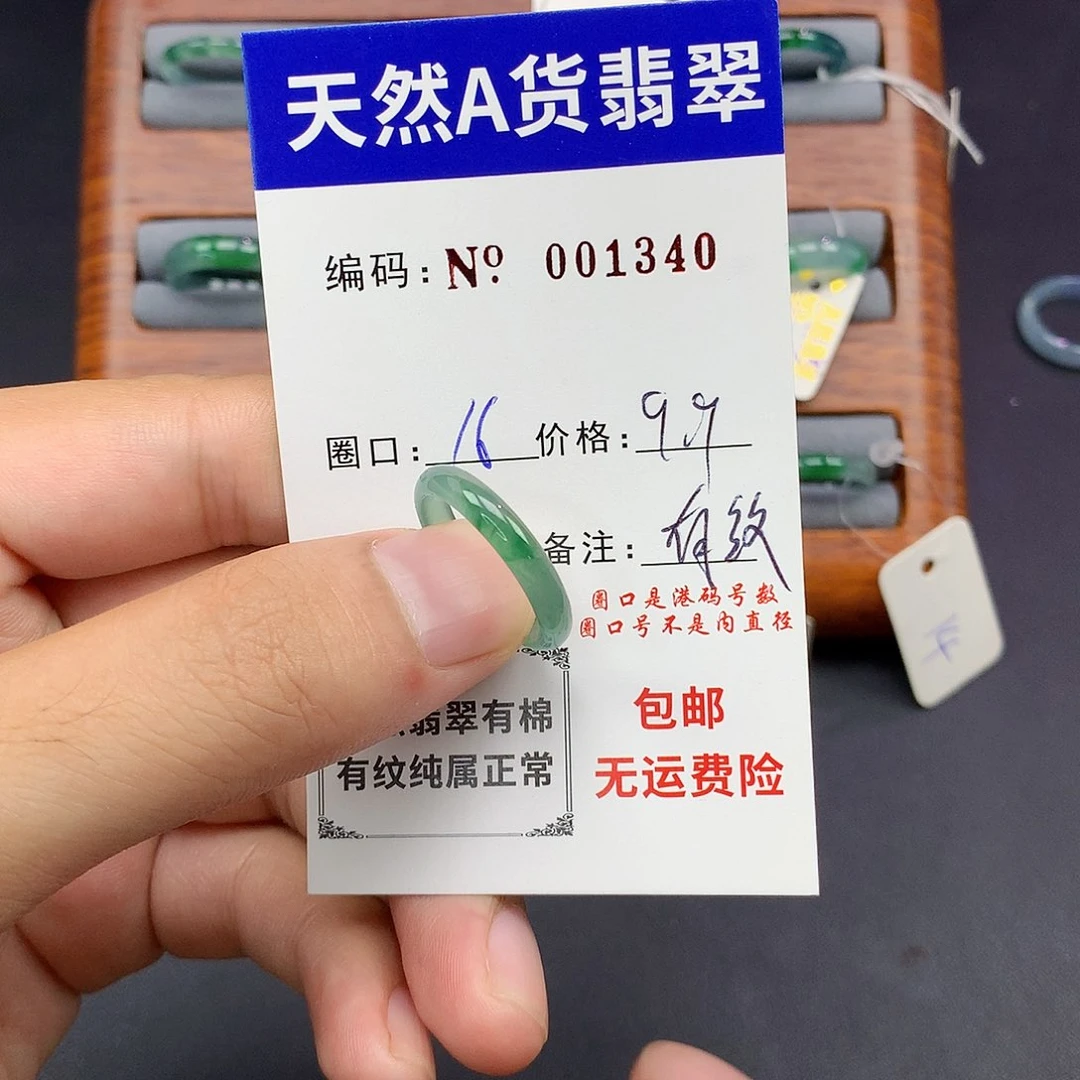 天然A货翡翠
编码: Nº 001340
圈口: 16 价格: 99
备注: 有纹
圈口是港码号数
圈口号不是内直径
翡翠有棉
有纹纯属正常
包邮
无运费险